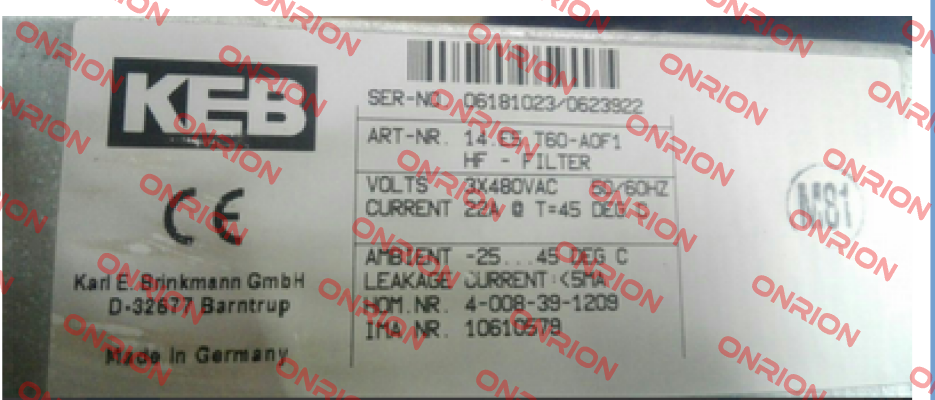 KEB
SER-NO. 06181023/0623922
ART-NR. 14.E5 T60-A0F1
HF - FILTER
VOLTS 3X480VAC 50/60HZ
CURRENT 22A @ T=45 DEG C
AMBIENT -25...45 DEG C
LEAKAGE CURRENT:<5MA
HOM.NR. 4-008-39-1209
IMA NR. 10610579
CE
Karl E. Brinkmann GmbH
D-32677 Barntrup
Made in Germany
M81
ONRION